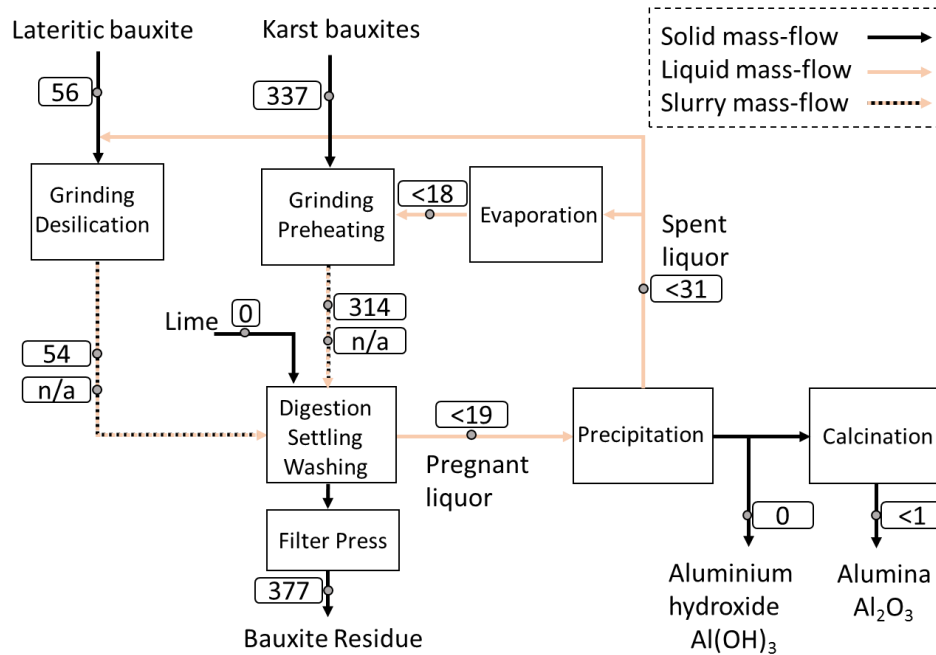 Lateritic bauxite
Karst bauxites
Solid mass-flow
Liquid mass-flow
Slurry mass-flow
56
337
Grinding
Desilication
Grinding
Preheating
<18
Evaporation
Spent
liquor
<31
Lime
0
314
n/a
54
n/a
Digestion
Settling
Washing
<19
Pregnant
liquor
Precipitation
Calcination
Filter Press
377
Bauxite Residue
0
<1
Aluminium
hydroxide
Al(OH)₃
Alumina
Al₂O₃